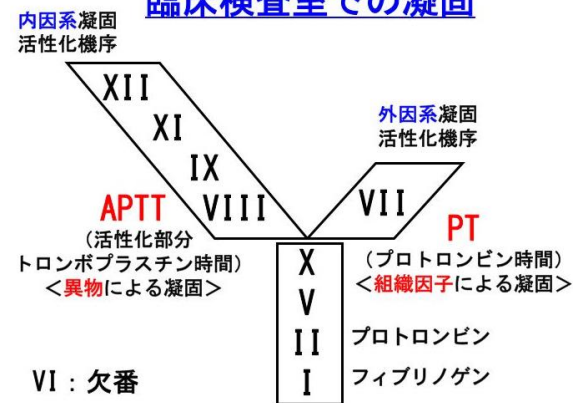 臨床検査室での凝固
内因系凝固
活性化機序
XII
XI
IX
VIII
外因系凝固
活性化機序
VII
APTT
(活性化部分
トロンボプラスチン時間)
<異物による凝固>
PT
(プロトロンビン時間)
<組織因子による凝固>
X
V
II プロトロンビン
I フィブリノゲン
VI:欠番